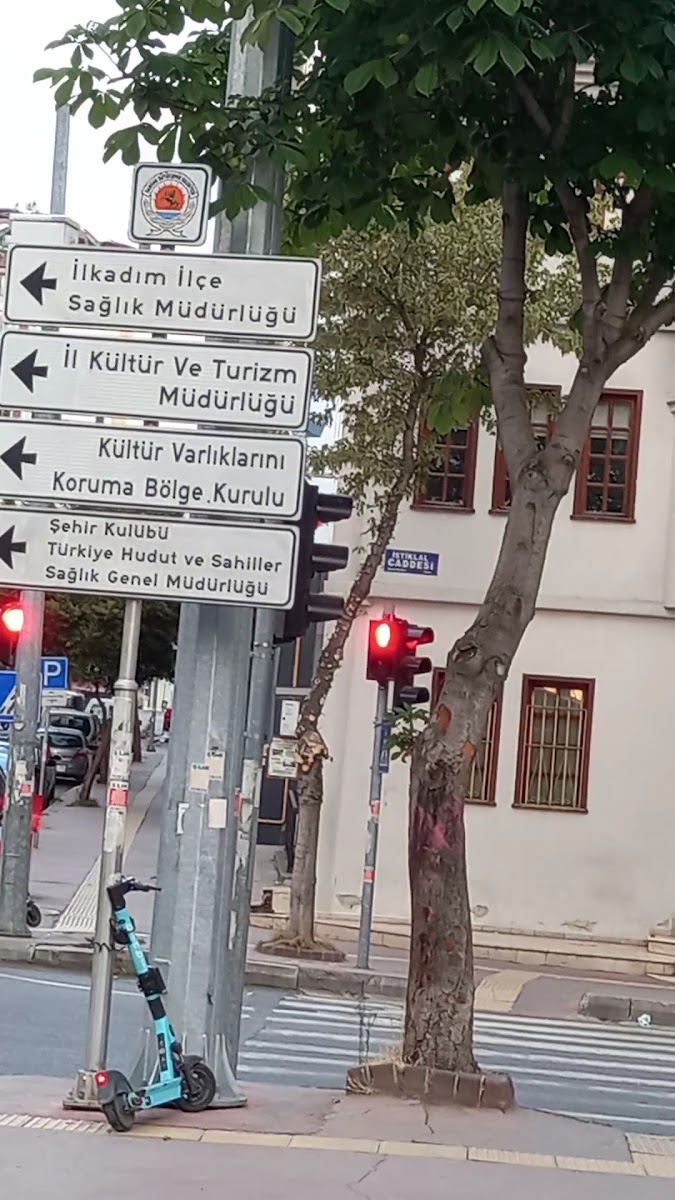 İlkadım İlçe
Sağlık Müdürlüğü
İl Kültür Ve Turizm
Müdürlüğü
Kültür Varlıklarını
Koruma Bölge.Kurulu
Şehir Kulübü
Türkiye Hudut ve Sahiller
Sağlık Genel Müdürlüğü
İSTİKLAL
CADDESİ
P